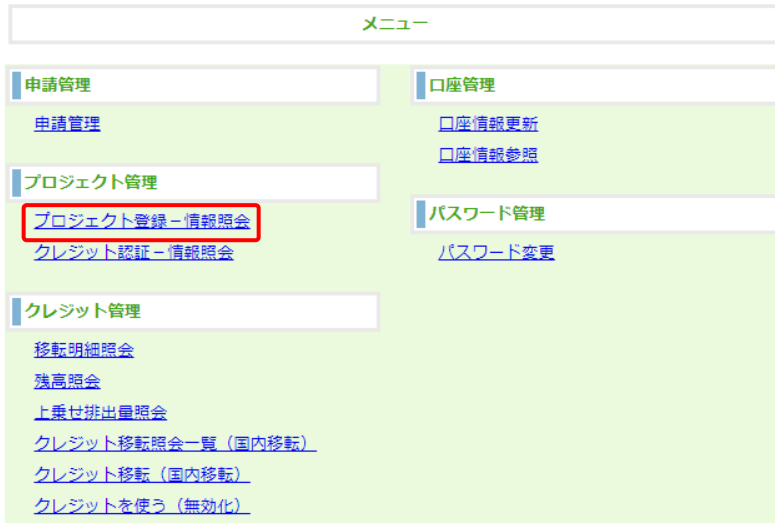 メニュー
申請管理
申請管理
プロジェクト管理
プロジェクト登録－情報照会
クレジット認証－情報照会
クレジット管理
移転明細照会
残高照会
上乗せ排出量照会
クレジット移転照会一覧（国内移転）
クレジット移転（国内移転）
クレジットを使う（無効化）
口座管理
口座情報更新
口座情報参照
パスワード管理
パスワード変更